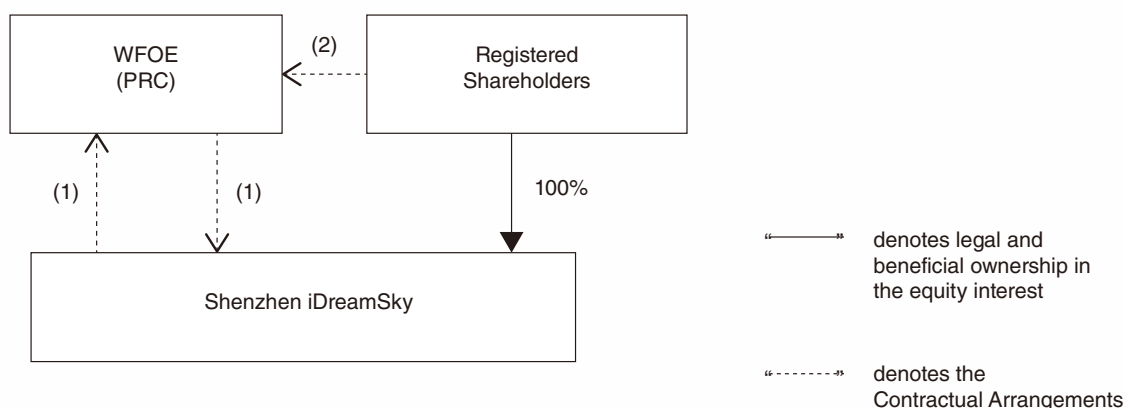 WFOE
(PRC)
(2)
Registered
Shareholders
(1)
(1)
100%
Shenzhen iDreamSky
“ ” denotes legal and
beneficial ownership in
the equity interest
“ ” denotes the
Contractual Arrangements